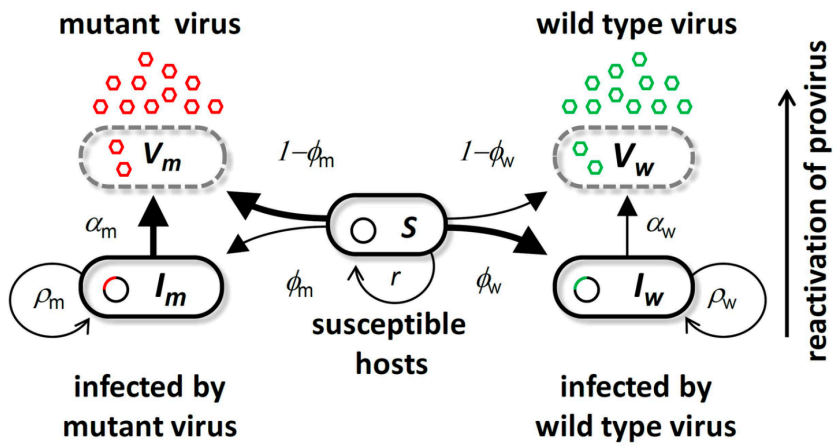 mutant virus
wild type virus
V_m
1−ϕ_m
1−ϕ_w
V_w
S
α_m
α_w
I_m
ρ_m
ϕ_m
r
ϕ_w
I_w
ρ_w
susceptible
hosts
infected by
mutant virus
infected by
wild type virus
reactivation of provirus